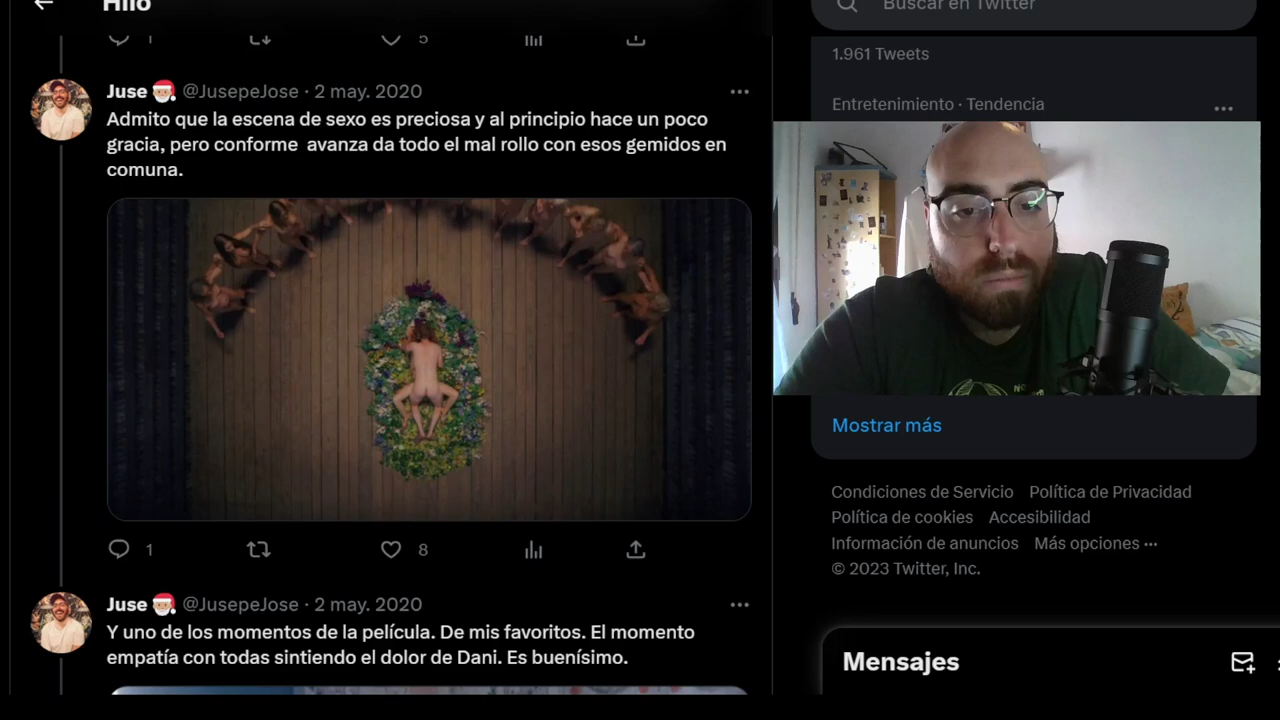 Hilo
1
5
Juse @JusepeJose · 2 may. 2020
Admito que la escena de sexo es preciosa y al principio hace un poco
gracia, pero conforme avanza da todo el mal rollo con esos gemidos en
comuna.
1
8
Juse @JusepeJose · 2 may. 2020
Y uno de los momentos de la película. De mis favoritos. El momento
empatía con todas sintiendo el dolor de Dani. Es buenísimo.
Buscar en Twitter
1.961 Tweets
Entretenimiento · Tendencia
Mostrar más
Condiciones de Servicio Política de Privacidad
Política de cookies Accesibilidad
Información de anuncios Más opciones ···
© 2023 Twitter, Inc.
Mensajes